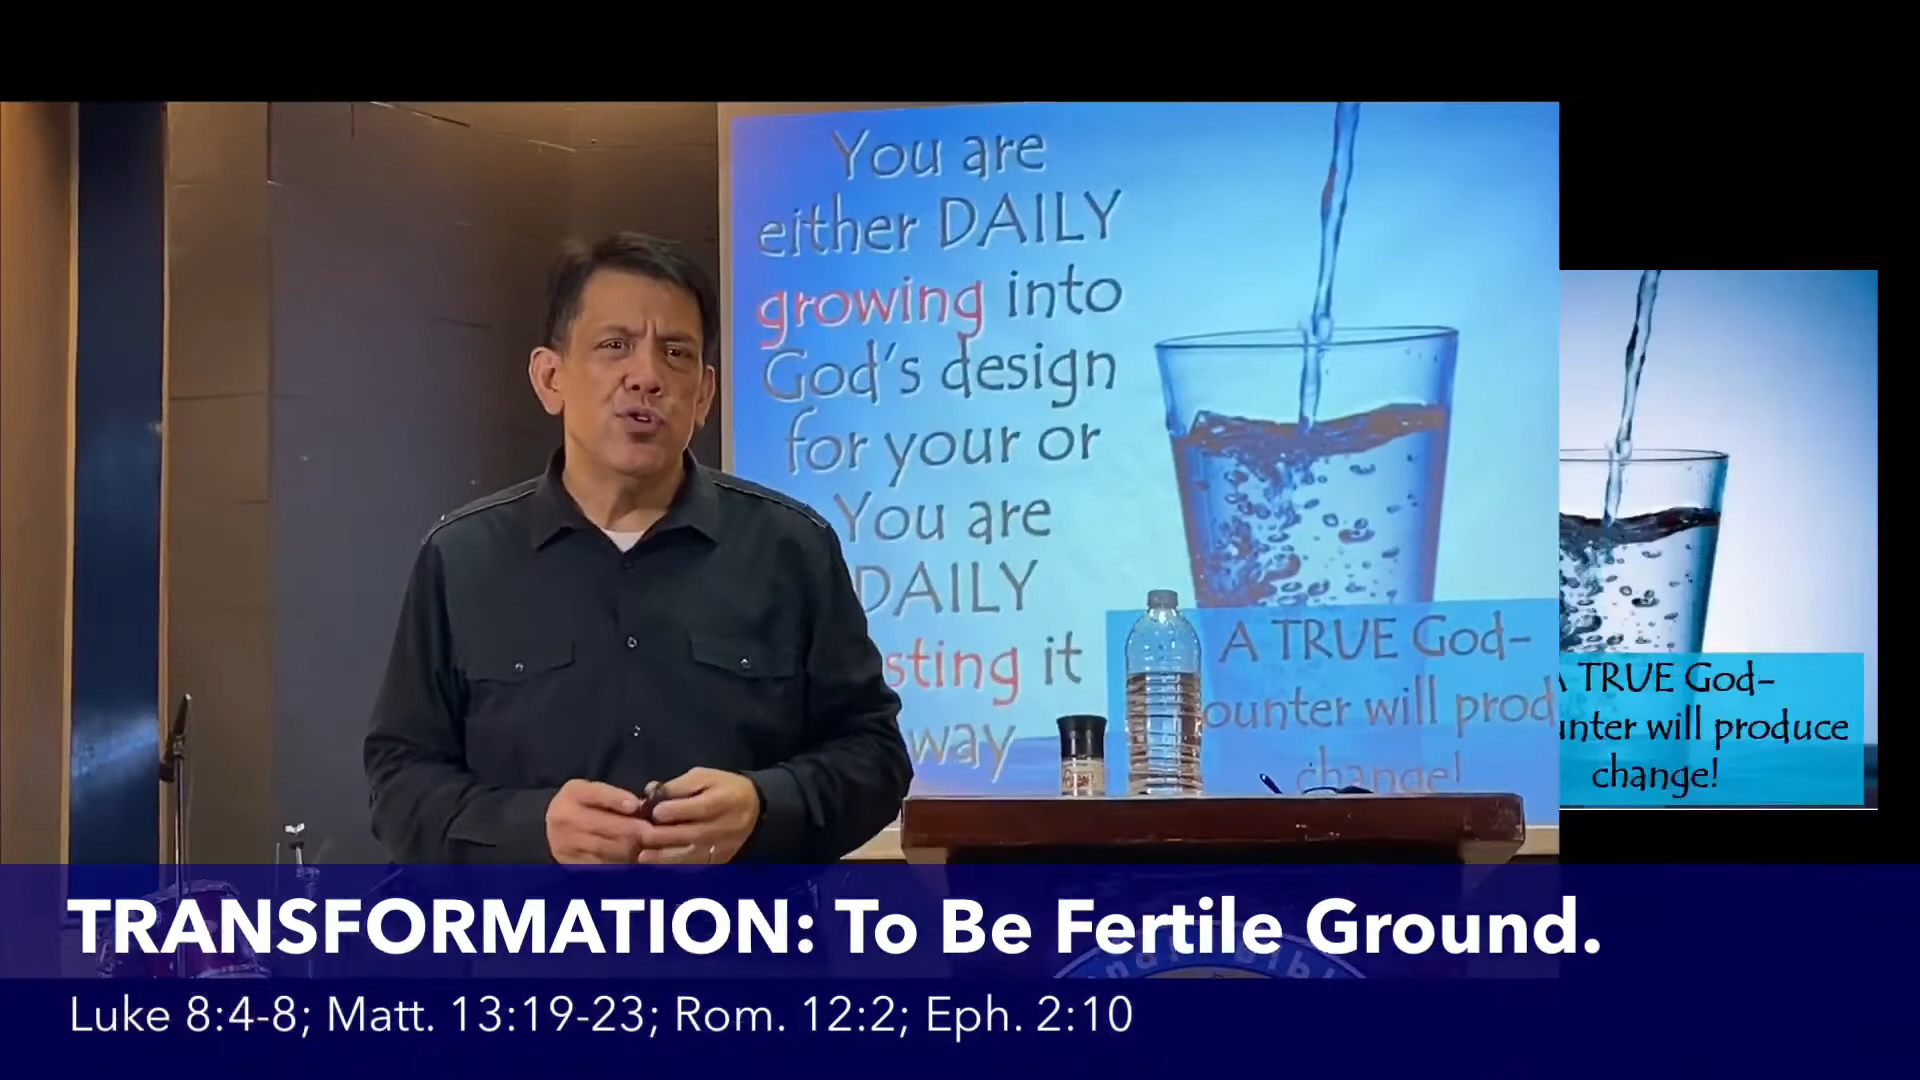 You are
either DAILY
growing into
God's design
for your or
You are
DAILY
sting it
way
A TRUE God-
ounter will prod
change!
TRUE God-
unter will produce
change!
TRANSFORMATION: To Be Fertile Ground.
Luke 8:4-8; Matt. 13:19-23; Rom. 12:2; Eph. 2:10